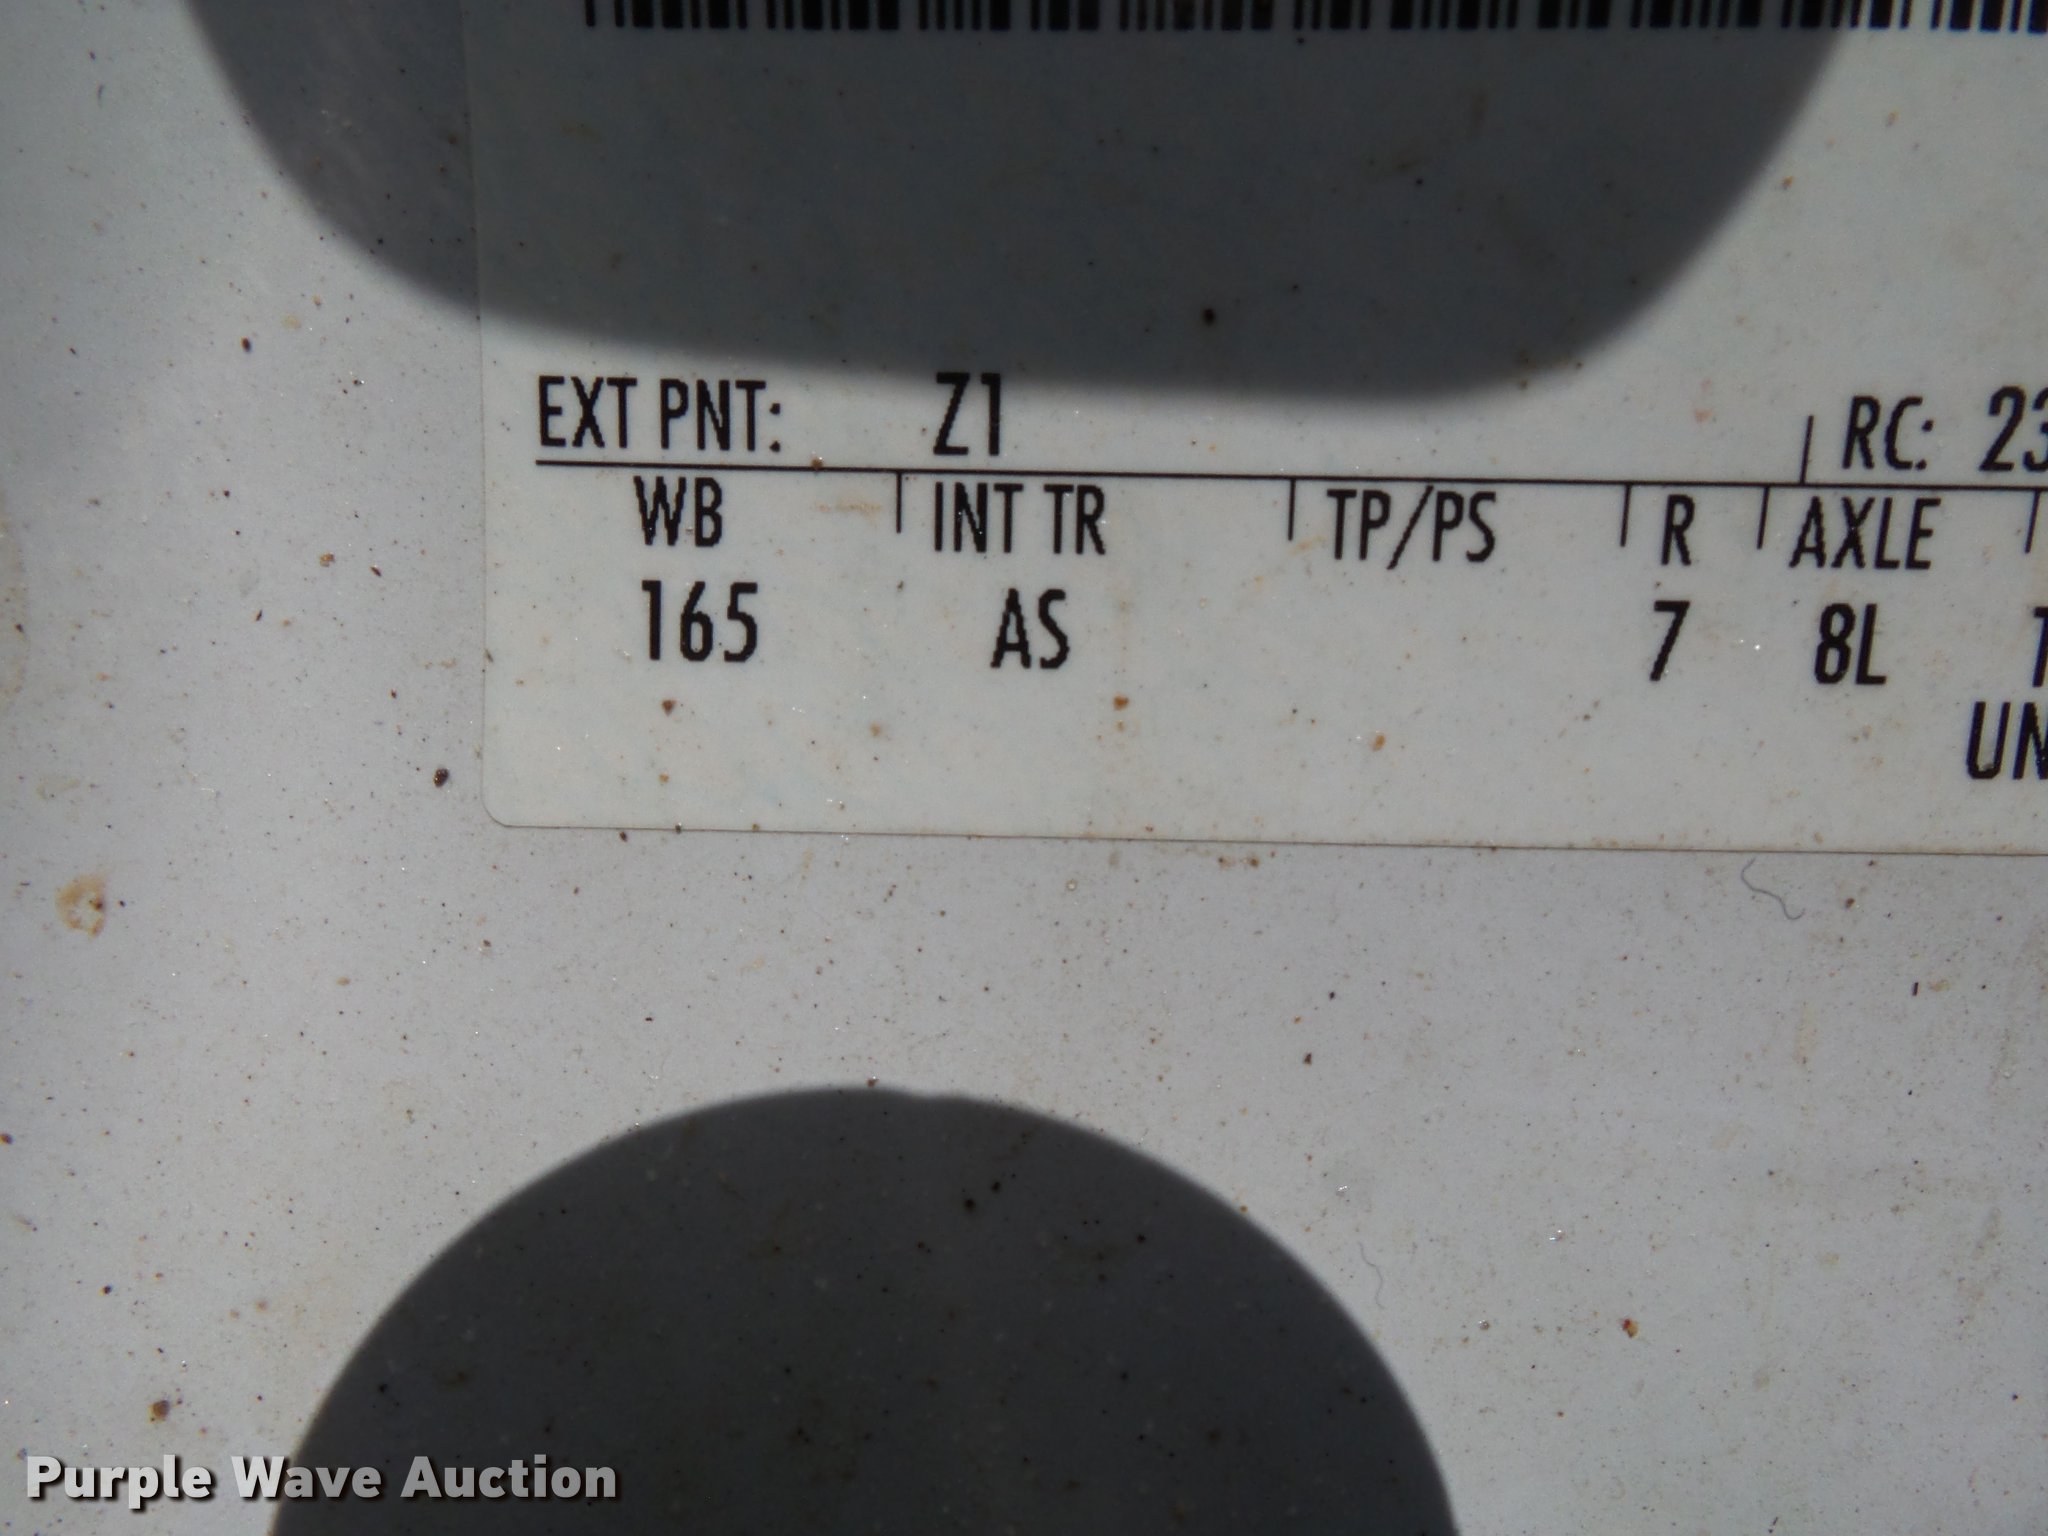 EXT PNT: Z1 RC: 23
WB INT TR TP/PS R AXLE
165 AS 7 8L
UN
Purple Wave Auction